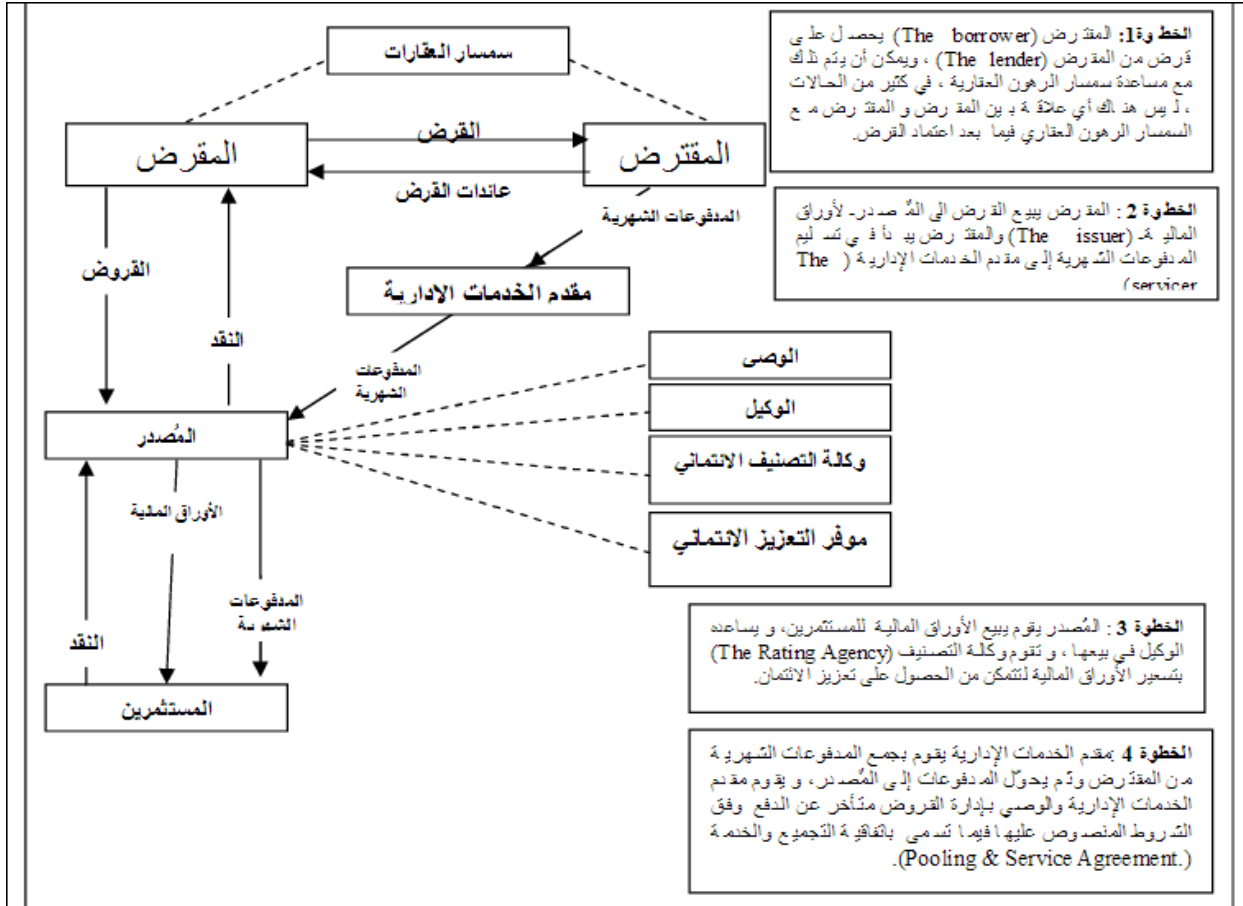 سمسار العقارات
المقرض
القرض
عائدات القرض
المقترض
المدفوعات الشهرية
القروض
النقد
مقدم الخدمات الادارية
المدفوعات
الشهرية
المُصدر
الوصى
الوكيل
وكالة التصنيف الائتماني
موفر التعزيز الائتماني
النقد
الأوراق المالية
المدفوعات
الشهرية
المستثمرين
الخطوة1: المقترض (The borrower) يحصل على
قرض من المقرض (The lender) ، ويمكن أن يتم ذلك
مع مساعدة سمسار الرهون العقارية ، في كثير من الحالات
، ليس هناك أي علاقة بين المقرض و المقترض مع
السمسار الرهون العقاري فيما بعد اعتماد القرض.
الخطوة 2 : المقرض يبيع القرض الى المُصدر لأوراق
المالية (The issuer) والمقترض يبدأ في تسليم
المدفوعات الشهرية إلى مقدم الخدمات الإدارية ( The
servicer)
الخطوة 3 : المُصدر يقوم ببيع الأوراق المالية للمستثمرين، و يساعده
الوكيل في بيعها ، و تقوم وكالة التصنيف (The Rating Agency)
بتسعير الأوراق المالية لتتمكن من الحصول على تعزيز الائتمان.
الخطوة 4 :مقدم الخدمات الإدارية يقوم بجمع المدفوعات الشهرية
من المقترض وثم يحوّل المدفوعات إلى المُصدر، و يقوم مقدم
الخدمات الإدارية والوصي بإدارة القروض متأخر عن الدفع وفق
الشروط المنصوص عليها فيما تسمى باتفاقية التجميع والخدمة
(Pooling & Service Agreement.).